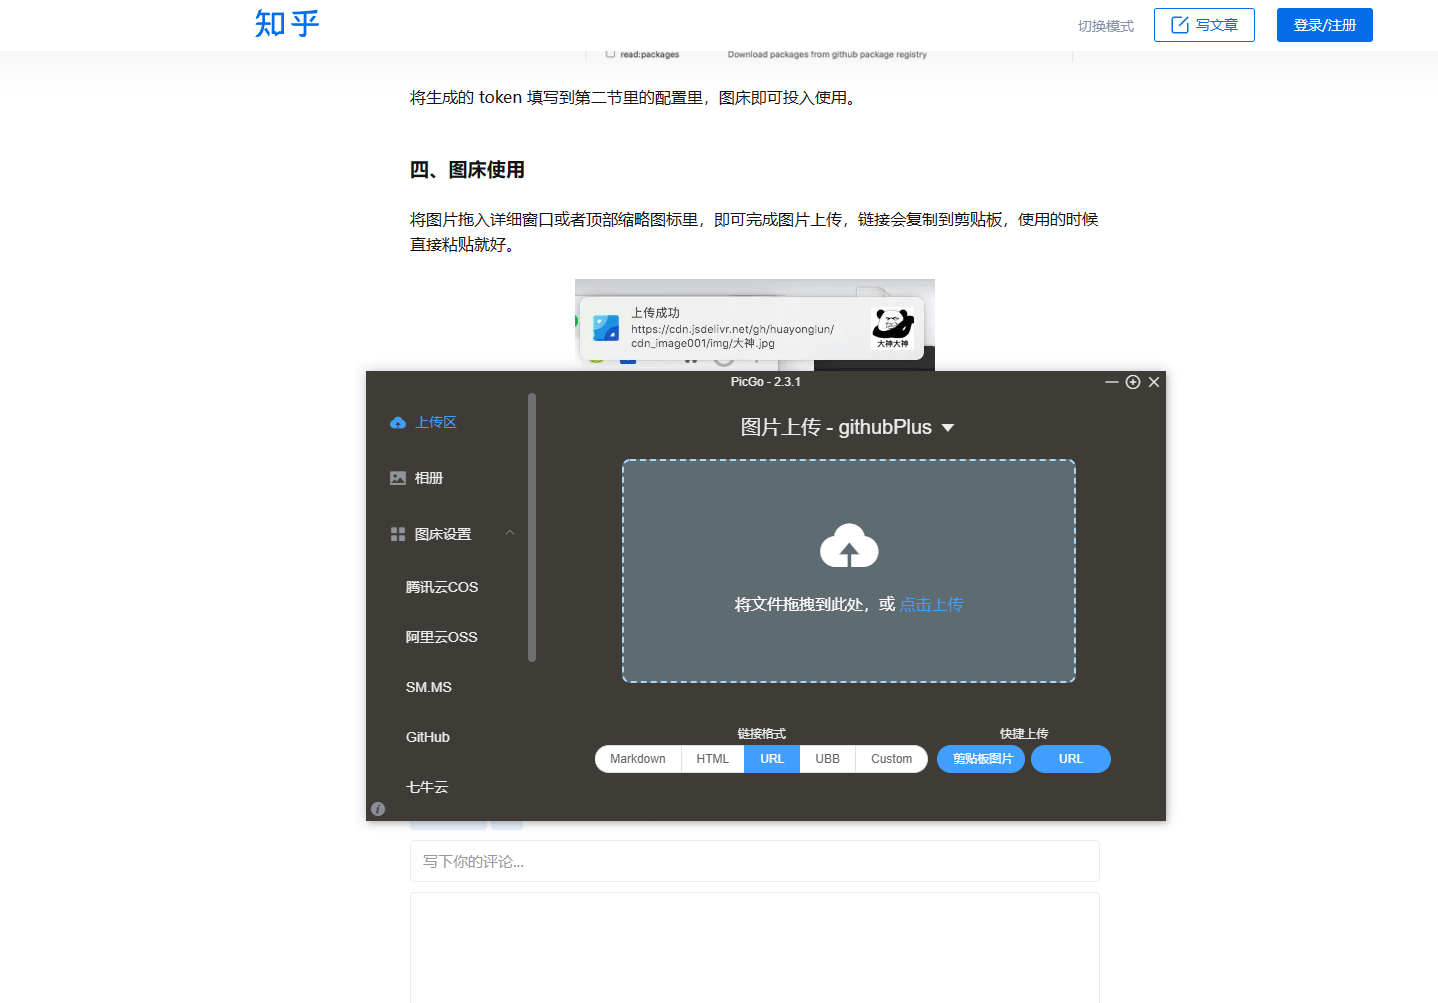 知乎
切换模式
写文章
登录/注册
read:packages
Download packages from github package registry
将生成的 token 填写到第二节里的配置里，图床即可投入使用。
四、图床使用
将图片拖入详细窗口或者顶部缩略图标里，即可完成图片上传，链接会复制到剪贴板，使用的时候
直接粘贴就好。
上传成功
https://cdn.jsdelivr.net/gh/huayonglun/
cdn_image001/img/大神.jpg
大神大神
PicGo - 2.3.1
上传区
相册
图床设置
腾讯云COS
阿里云OSS
SM.MS
GitHub
七牛云
图片上传 - githubPlus
将文件拖拽到此处，或 点击上传
链接格式
快捷上传
Markdown
HTML
URL
UBB
Custom
剪贴板图片
URL
写下你的评论...